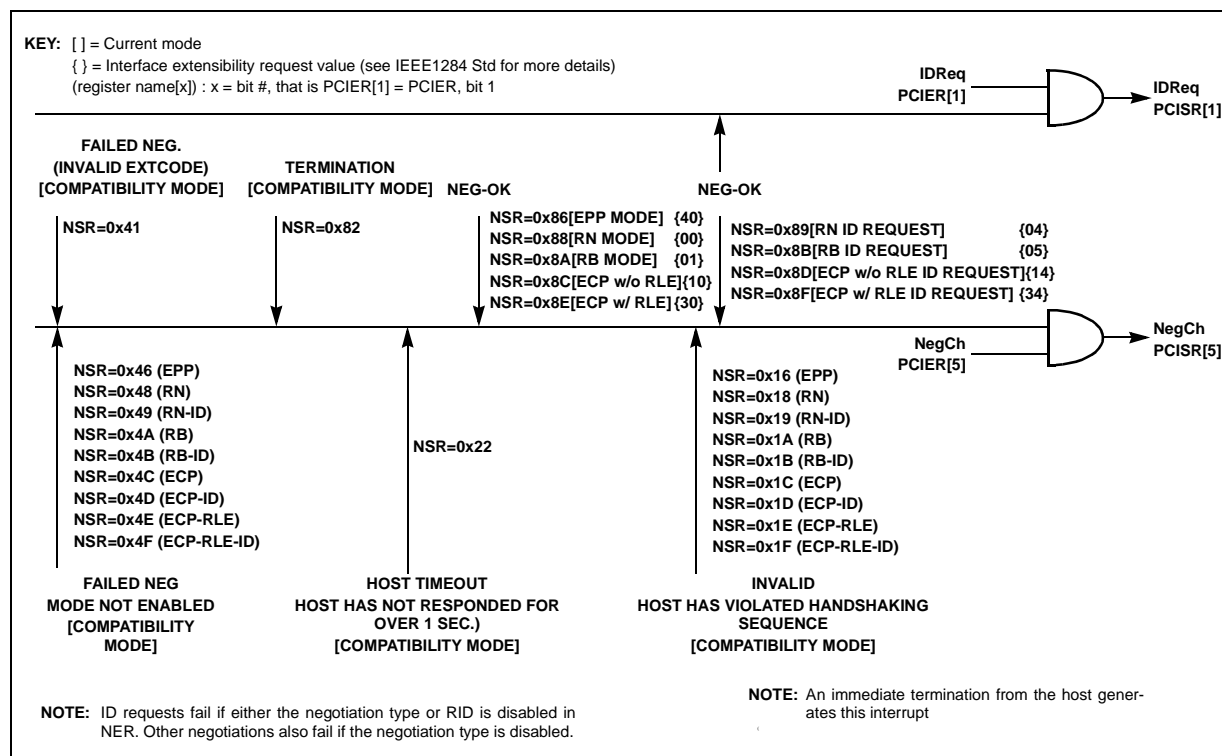 KEY: [ ] = Current mode
{ } = Interface extensibility request value (see IEEE1284 Std for more details)
(register name[x]) : x = bit #, that is PCIER[1] = PCIER, bit 1
IDReq
PCIER[1]
IDReq
PCISR[1]
FAILED NEG.
(INVALID EXTCODE)
[COMPATIBILITY MODE]
TERMINATION
[COMPATIBILITY MODE]
NEG-OK
NEG-OK
NSR=0x41
NSR=0x82
NSR=0x86[EPP MODE] {40}
NSR=0x88[RN MODE] {00}
NSR=0x8A[RB MODE] {01}
NSR=0x8C[ECP w/o RLE]{10}
NSR=0x8E[ECP w/ RLE] {30}
NSR=0x89[RN ID REQUEST] {04}
NSR=0x8B[RB ID REQUEST] {05}
NSR=0x8D[ECP w/o RLE ID REQUEST]{14}
NSR=0x8F[ECP w/ RLE ID REQUEST] {34}
NegCh
PCIER[5]
NegCh
PCISR[5]
NSR=0x46 (EPP)
NSR=0x48 (RN)
NSR=0x49 (RN-ID)
NSR=0x4A (RB)
NSR=0x4B (RB-ID)
NSR=0x4C (ECP)
NSR=0x4D (ECP-ID)
NSR=0x4E (ECP-RLE)
NSR=0x4F (ECP-RLE-ID)
NSR=0x22
NSR=0x16 (EPP)
NSR=0x18 (RN)
NSR=0x19 (RN-ID)
NSR=0x1A (RB)
NSR=0x1B (RB-ID)
NSR=0x1C (ECP)
NSR=0x1D (ECP-ID)
NSR=0x1E (ECP-RLE)
NSR=0x1F (ECP-RLE-ID)
FAILED NEG
MODE NOT ENABLED
[COMPATIBILITY
MODE]
HOST TIMEOUT
HOST HAS NOT RESPONDED FOR
OVER 1 SEC.)
[COMPATIBILITY MODE]
INVALID
HOST HAS VIOLATED HANDSHAKING
SEQUENCE
[COMPATIBILITY MODE]
NOTE: ID requests fail if either the negotiation type or RID is disabled in
NER. Other negotiations also fail if the negotiation type is disabled.
NOTE: An immediate termination from the host gener-
ates this interrupt